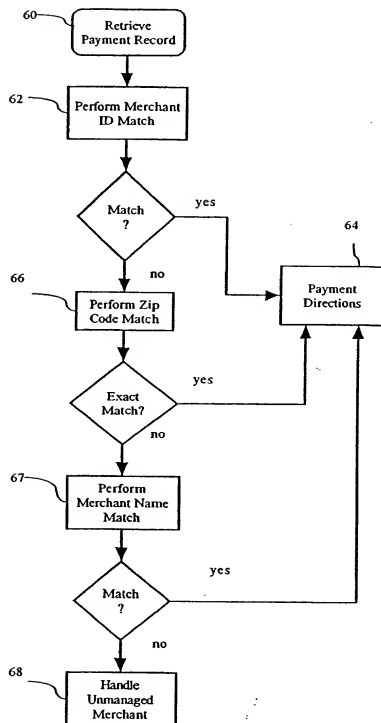 60
Retrieve
Payment Record
62
Perform Merchant
ID Match
Match
?
yes
no
64
Payment
Directions
66
Perform Zip
Code Match
Exact
Match?
yes
no
67
Perform
Merchant Name
Match
Match
?
yes
no
68
Handle
Unmanaged
Merchant